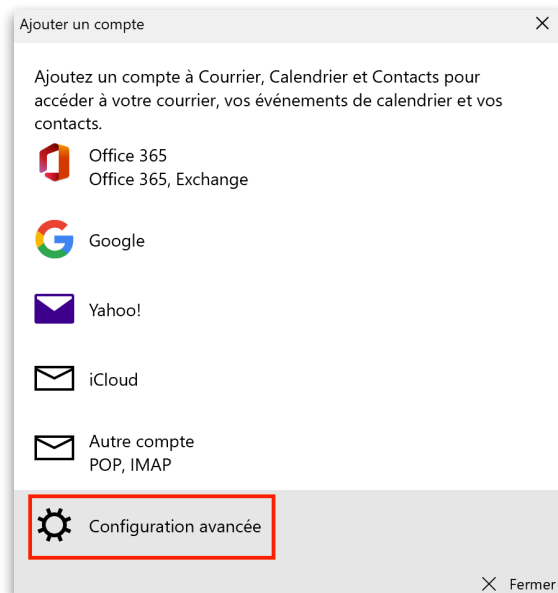 Ajouter un compte
Ajoutez un compte à Courrier, Calendrier et Contacts pour
accéder à votre courrier, vos événements de calendrier et vos
contacts.
Office 365
Office 365, Exchange
Google
Yahoo!
iCloud
Autre compte
POP, IMAP
Configuration avancée
Fermer